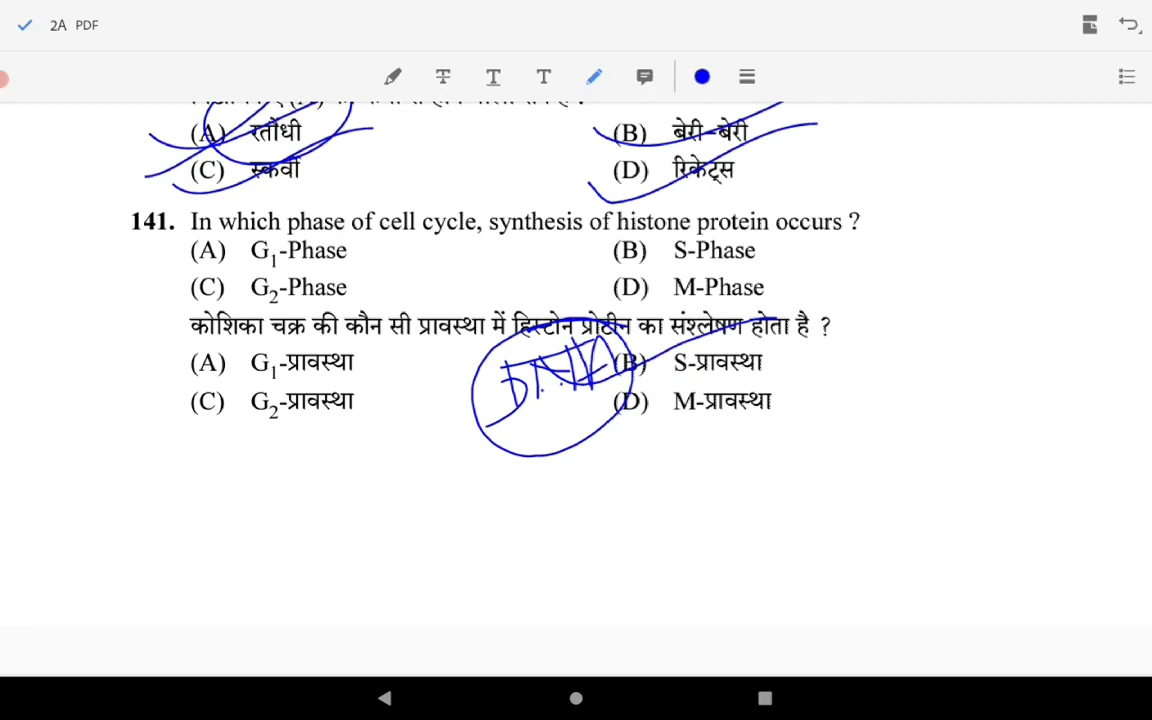 2A PDF
(A) रतौंधी (B) बेरी-बेरी
(C) स्कर्वी (D) रिकेट्स
141. In which phase of cell cycle, synthesis of histone protein occurs ?
(A) G1-Phase (B) S-Phase
(C) G2-Phase (D) M-Phase
कोशिका चक्र की कौन सी प्रावस्था में हिस्टोन प्रोटीन का संश्लेषण होता है ?
(A) G1-प्रावस्था (B) S-प्रावस्था
DNA
(C) G2-प्रावस्था (D) M-प्रावस्था